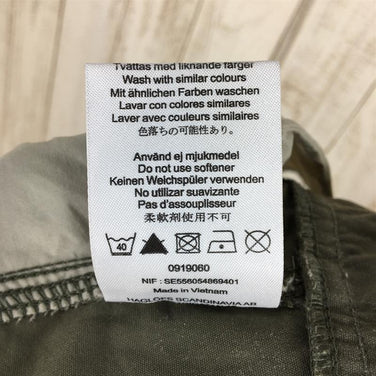 Tvättas med liknande färger
Wash with similar colours
Mit ähnlichen Farben waschen
Lavar con colores similares
Laver avec couleurs similaires
色落ちの可能性あり。
Använd ej mjukmedel
Do not use softener
Keinen Weichspüler verwenden
No utilizar suavizante
Pas d'assouplisseur
柔軟剤使用不可
40
0919060
NIF: SE556054869401
Made in Vietnam
HAGLÖFS SCANDINAVIA AB